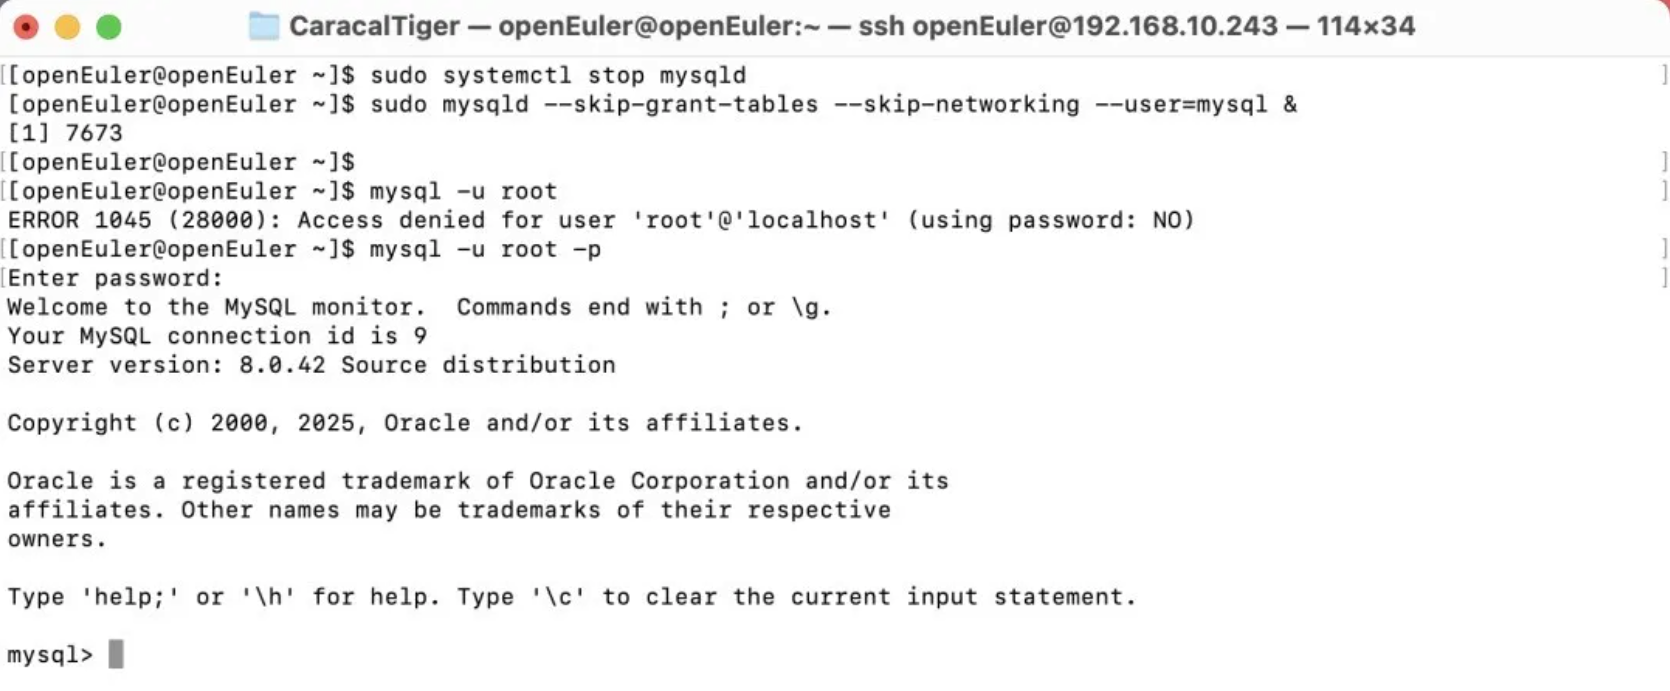 CaracalTiger — openEuler@openEuler:~ — ssh openEuler@192.168.10.243 — 114×34
[[openEuler@openEuler ~]$ sudo systemctl stop mysqld ]
[openEuler@openEuler ~]$ sudo mysqld --skip-grant-tables --skip-networking --user=mysql &
[1] 7673
[[openEuler@openEuler ~]$ ]
[[openEuler@openEuler ~]$ mysql -u root ]
ERROR 1045 (28000): Access denied for user 'root'@'localhost' (using password: NO)
[[openEuler@openEuler ~]$ mysql -u root -p ]
[Enter password: ]
Welcome to the MySQL monitor.  Commands end with ; or \g.
Your MySQL connection id is 9
Server version: 8.0.42 Source distribution
Copyright (c) 2000, 2025, Oracle and/or its affiliates.
Oracle is a registered trademark of Oracle Corporation and/or its
affiliates. Other names may be trademarks of their respective
owners.
Type 'help;' or '\h' for help. Type '\c' to clear the current input statement.
mysql>